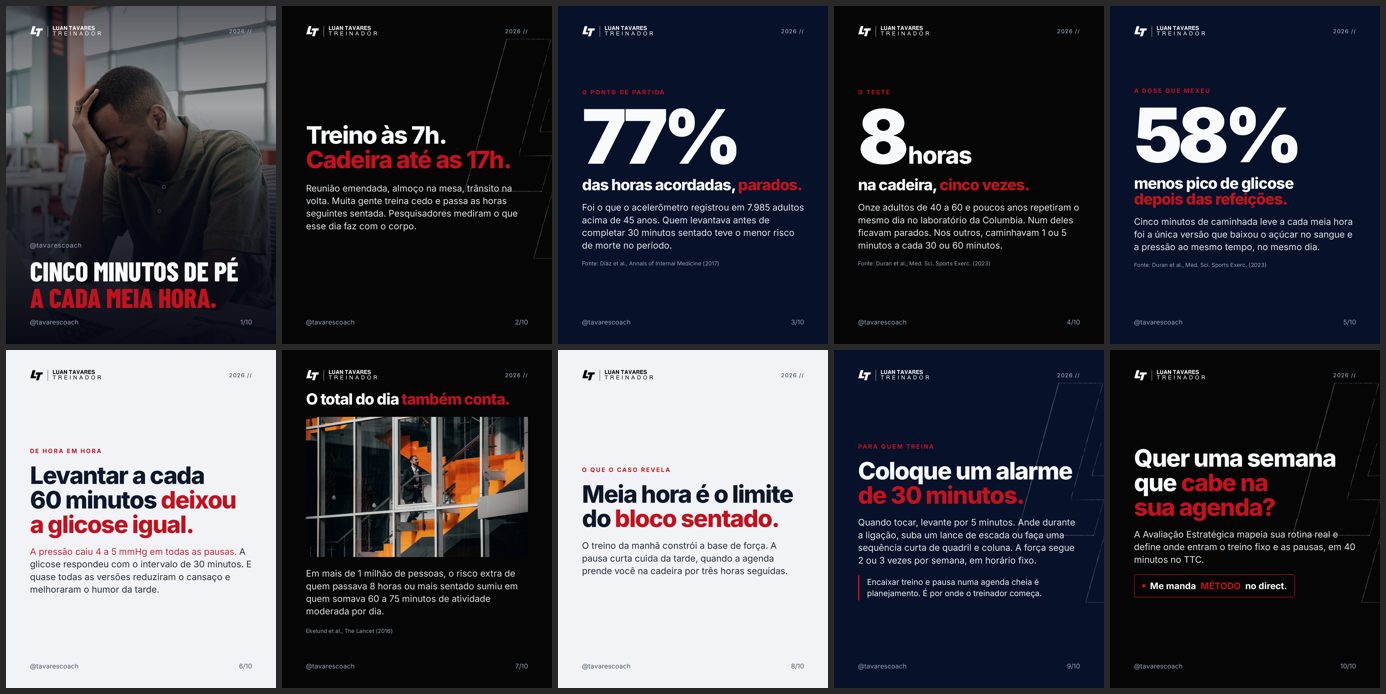 LT LUAN TAVARES
TREINADOR
2026 //
@tavarescoach
CINCO MINUTOS DE PÉ
A CADA MEIA HORA.
@tavarescoach
1/10
LT LUAN TAVARES
TREINADOR
2026 //
Treino às 7h.
Cadeira até as 17h.
Reunião emendada, almoço na mesa, trânsito na
volta. Muita gente treina cedo e passa as horas
seguintes sentada. Pesquisadores mediram o que
esse dia faz com o corpo.
@tavarescoach
2/10
LT LUAN TAVARES
TREINADOR
2026 //
O PONTO DE PARTIDA
77%
das horas acordadas, parados.
Foi o que o acelerômetro registrou em 7.985 adultos
acima de 45 anos. Quem levantava antes de
completar 30 minutos sentado teve o menor risco
de morte no período.
Fonte: Diaz et al., Annals of Internal Medicine (2017)
@tavarescoach
3/10
LT LUAN TAVARES
TREINADOR
2026 //
O TESTE
8 horas
na cadeira, cinco vezes.
Onze adultos de 40 a 60 e poucos anos repetiram o
mesmo dia no laboratório da Columbia. Num deles
ficavam parados. Nos outros, caminhavam 1 ou 5
minutos a cada 30 ou 60 minutos.
Fonte: Duran et al., Med. Sci. Sports Exerc. (2023)
@tavarescoach
4/10
LT LUAN TAVARES
TREINADOR
2026 //
A DOSE QUE MEXEU
58%
menos pico de glicose
depois das refeições.
Cinco minutos de caminhada leve a cada meia hora
foi a única versão que baixou o açúcar no sangue e
a pressão ao mesmo tempo, no mesmo dia.
Fonte: Duran et al., Med. Sci. Sports Exerc. (2023)
@tavarescoach
5/10
LT LUAN TAVARES
TREINADOR
2026 //
DE HORA EM HORA
Levantar a cada
60 minutos deixou
a glicose igual.
A pressão caiu 4 a 5 mmHg em todas as pausas. A
glicose respondeu com o intervalo de 30 minutos. E
quase todas as versões reduziram o cansaço e
melhoraram o humor da tarde.
@tavarescoach
6/10
LT LUAN TAVARES
TREINADOR
2026 //
O total do dia também conta.
Em mais de 1 milhão de pessoas, o risco extra de
quem passava 8 horas ou mais sentado sumiu em
quem somava 60 a 75 minutos de atividade
moderada por dia.
Ekelund et al., The Lancet (2016)
@tavarescoach
7/10
LT LUAN TAVARES
TREINADOR
2026 //
O QUE O CASO REVELA
Meia hora é o limite
do bloco sentado.
O treino da manhã constrói a base de força. A
pausa curta cuida da tarde, quando a agenda
prende você na cadeira por três horas seguidas.
@tavarescoach
8/10
LT LUAN TAVARES
TREINADOR
2026 //
PARA QUEM TREINA
Coloque um alarme
de 30 minutos.
Quando tocar, levante por 5 minutos. Ande durante
a ligação, suba um lance de escada ou faça uma
sequência curta de quadril e coluna. A força segue
2 ou 3 vezes por semana, em horário fixo.
Encaixar treino e pausa numa agenda cheia é
planejamento. É por onde o treinador começa.
@tavarescoach
9/10
LT LUAN TAVARES
TREINADOR
2026 //
Quer uma semana
que cabe na
sua agenda?
A Avaliação Estratégica mapeia sua rotina real e
define onde entram o treino fixo e as pausas, em 40
minutos no TTC.
• Me manda MÉTODO no direct.
@tavarescoach
10/10